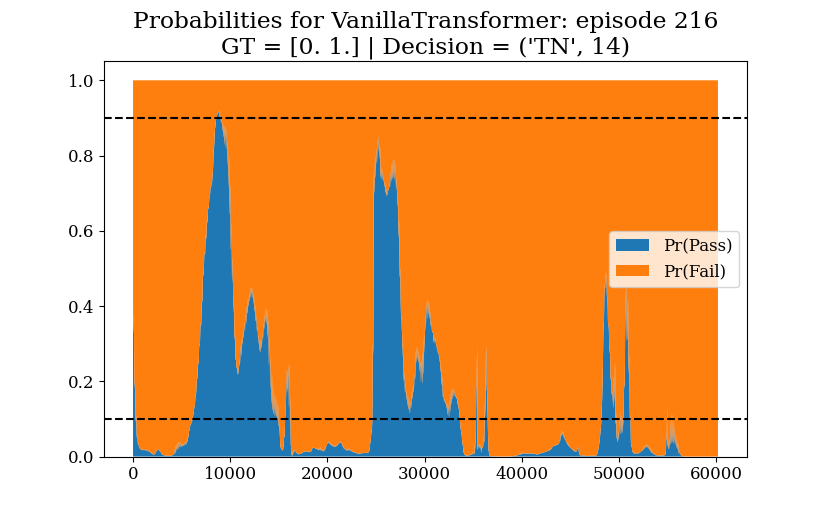 Probabilities for VanillaTransformer: episode 216
GT = [0. 1.] | Decision = ('TN', 14)
1.0
0.8
0.6
0.4
0.2
0.0
Pr(Pass)
Pr(Fail)
0 10000 20000 30000 40000 50000 60000